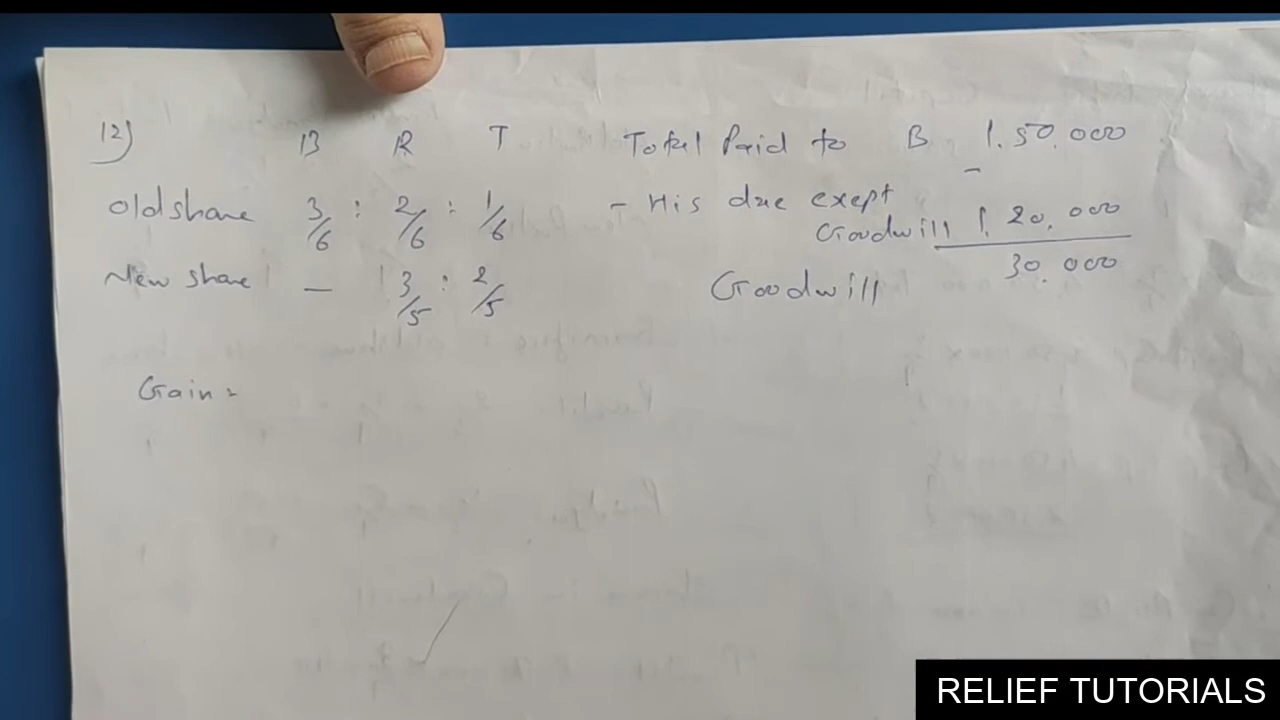 12) B R T
Old share 3/6 : 2/6 : 1/6
New share – 3/5 : 2/5
Gain =
Total Paid to B 1.50.000
– His due exept
Goodwill 1.20.000
Goodwill 30.000
RELIEF TUTORIALS